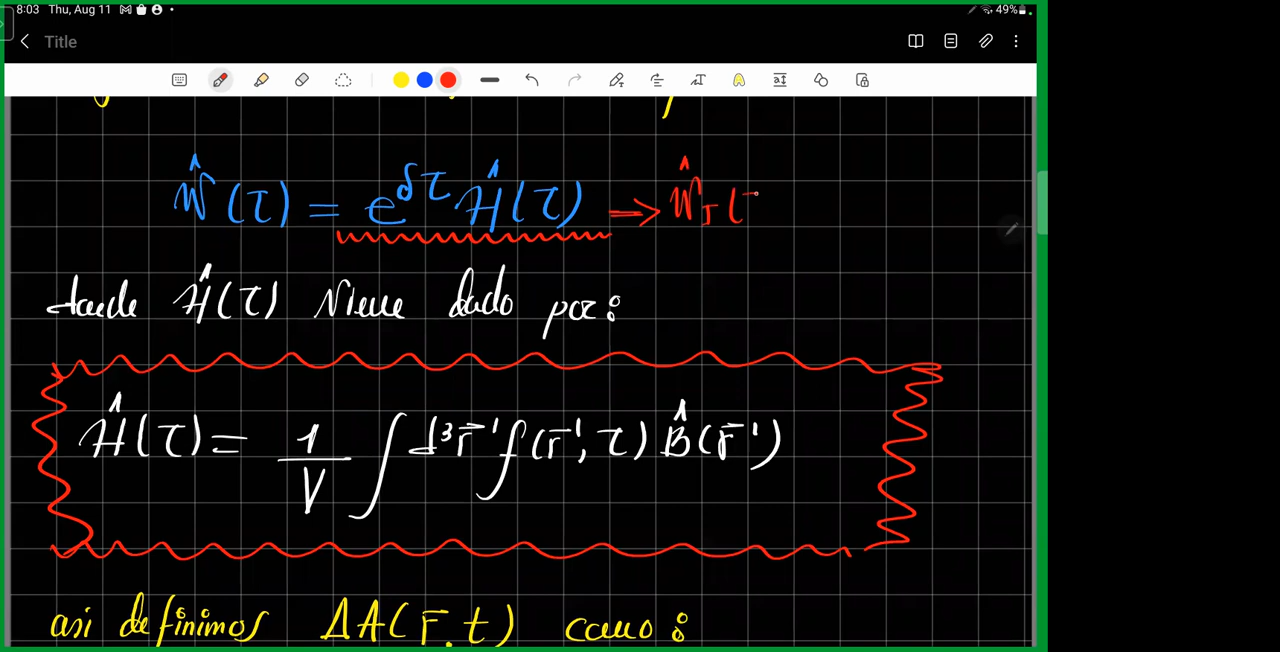 8:03 Thu, Aug 11 49%
Title
Ŵ(τ) = e^{δτ} Ĥ(τ) ⇒ Ŵ_I(
donde Ĥ(τ) viene dado por:
Ĥ(τ) = 1/V ∫ d³r̄' f(r̄', τ) B̂(r̄')
asi definimos ΔA(r̄, t) como: